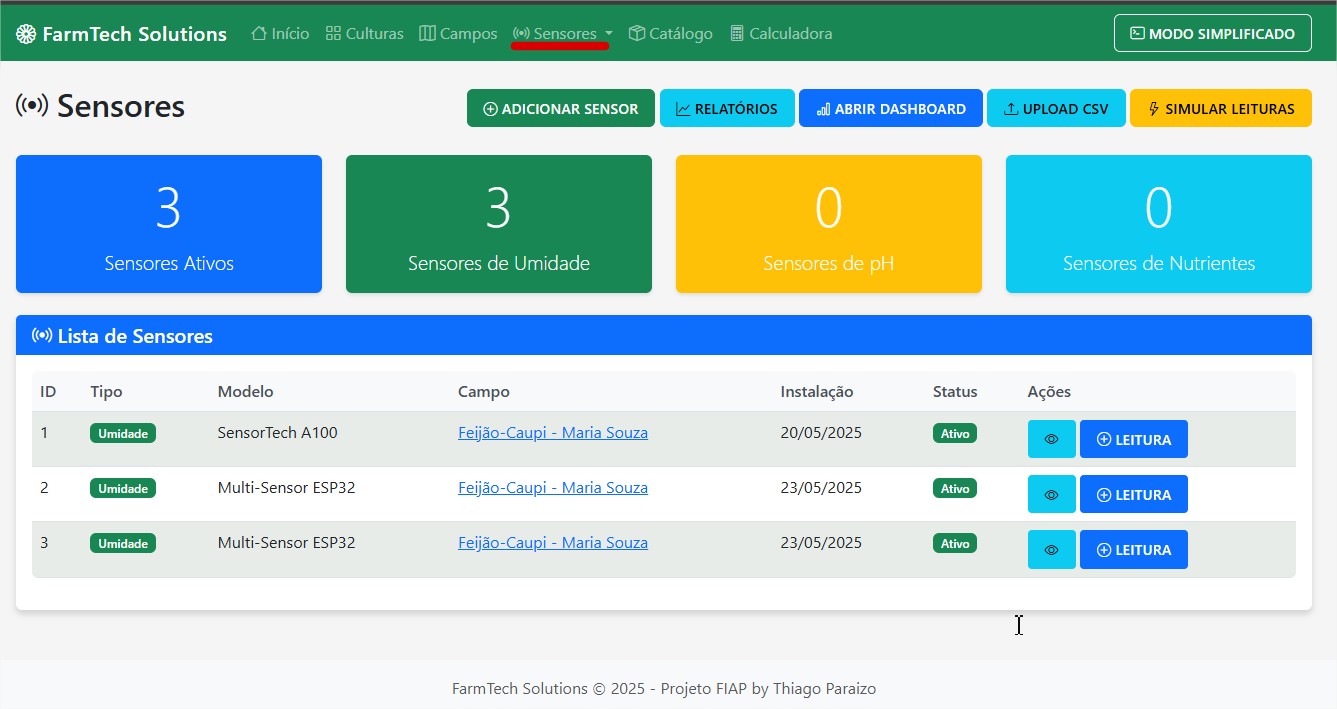 FarmTech Solutions Início Culturas Campos Sensores Catálogo Calculadora MODO SIMPLIFICADO
Sensores ADICIONAR SENSOR RELATÓRIOS ABRIR DASHBOARD UPLOAD CSV SIMULAR LEITURAS
3 3 0 0
Sensores Ativos Sensores de Umidade Sensores de pH Sensores de Nutrientes
Lista de Sensores
ID Tipo Modelo Campo Instalação Status Ações
1 Umidade SensorTech A100 Feijão-Caupi - Maria Souza 20/05/2025 Ativo LEITURA
2 Umidade Multi-Sensor ESP32 Feijão-Caupi - Maria Souza 23/05/2025 Ativo LEITURA
3 Umidade Multi-Sensor ESP32 Feijão-Caupi - Maria Souza 23/05/2025 Ativo LEITURA
FarmTech Solutions © 2025 - Projeto FIAP by Thiago Paraizo